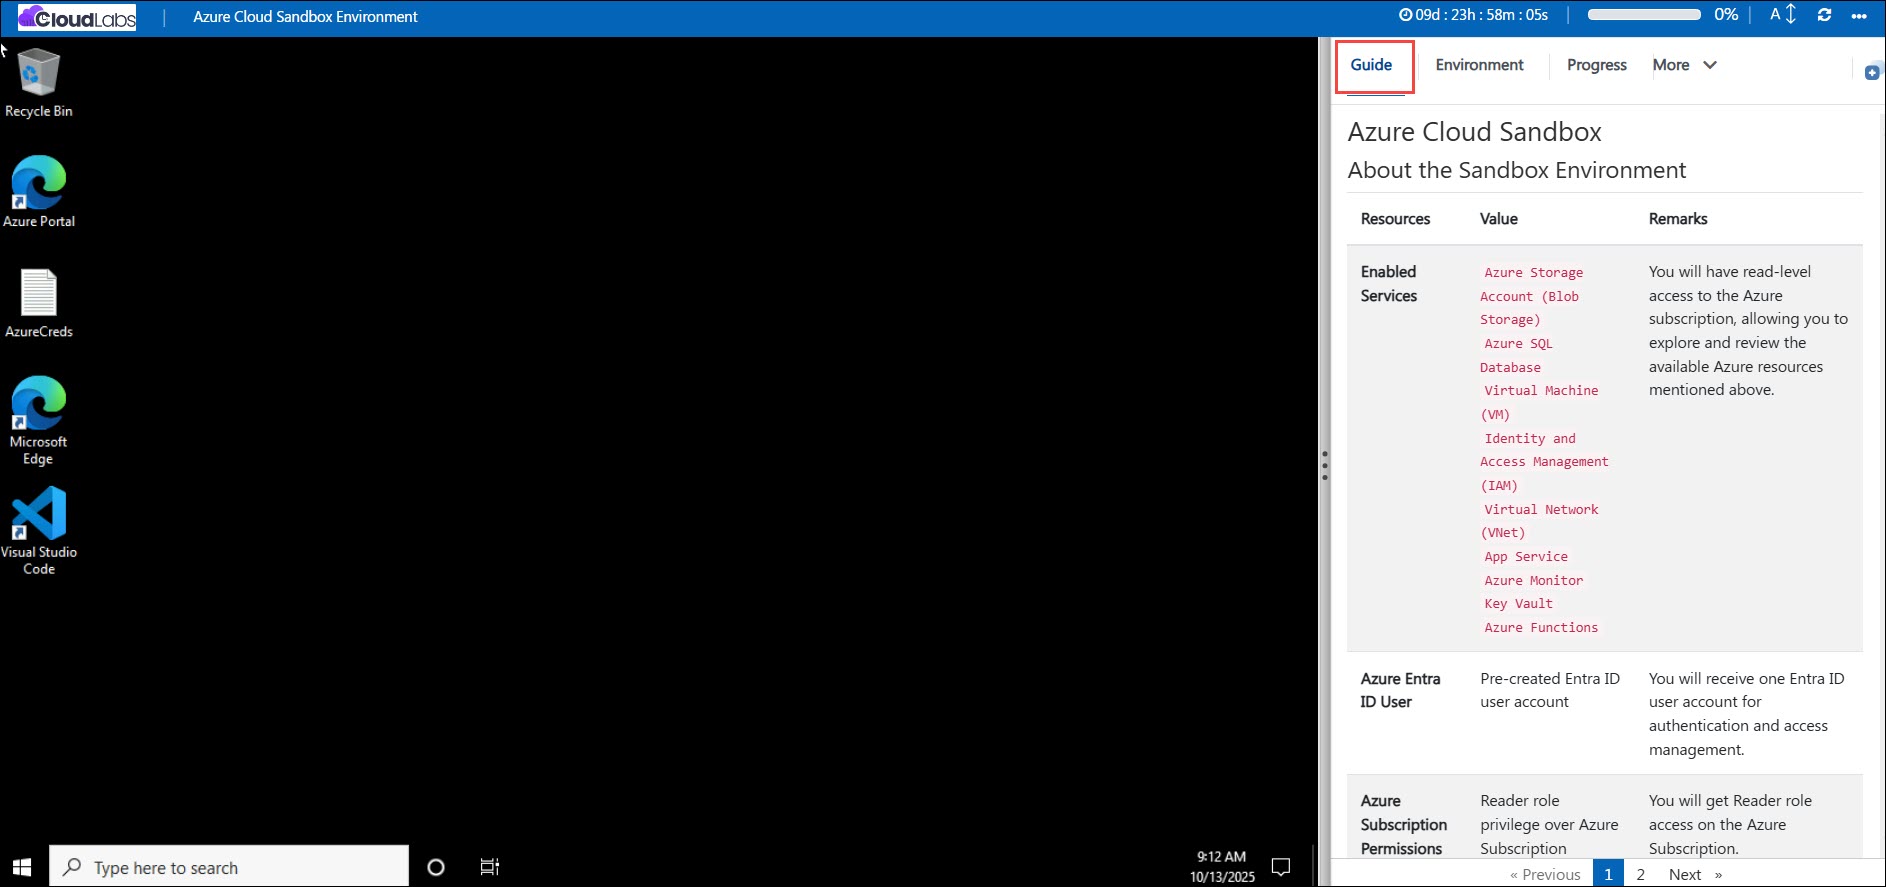 CloudLabs
Azure Cloud Sandbox Environment
09d : 23h : 58m : 05s
0%
A
Recycle Bin
Azure Portal
AzureCreds
Microsoft
Edge
Visual Studio
Code
Type here to search
9:12 AM
10/13/2025
Guide
Environment
Progress
More
Azure Cloud Sandbox
About the Sandbox Environment
Resources
Value
Remarks
Enabled
Services
Azure Storage
Account (Blob
Storage)
Azure SQL
Database
Virtual Machine
(VM)
Identity and
Access Management
(IAM)
Virtual Network
(VNet)
App Service
Azure Monitor
Key Vault
Azure Functions
You will have read-level
access to the Azure
subscription, allowing you to
explore and review the
available Azure resources
mentioned above.
Azure Entra
ID User
Pre-created Entra ID
user account
You will receive one Entra ID
user account for
authentication and access
management.
Azure
Subscription
Permissions
Reader role
privilege over Azure
Subscription
You will get Reader role
access on the Azure
Subscription.
« Previous
1
2
Next »